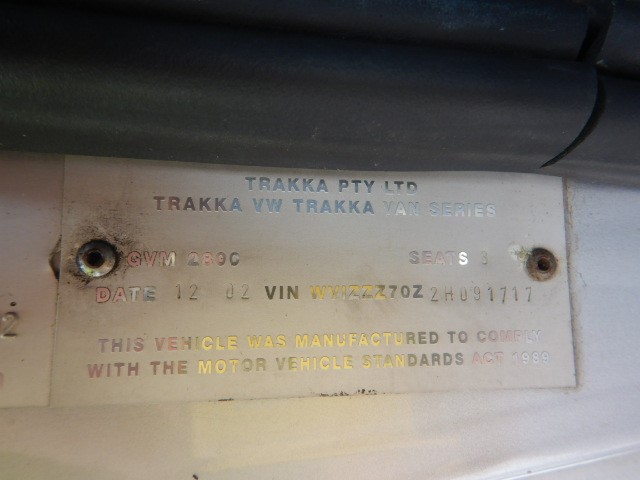 TRAKKA PTY LTD
TRAKKA VW TRAKKA VAN SERIES
GVM 2800 SEATS 3
DATE 12 02 VIN WV1ZZZ70Z2H091717
THIS VEHICLE WAS MANUFACTURED TO COMPLY
WITH THE MOTOR VEHICLE STANDARDS ACT 1989
2